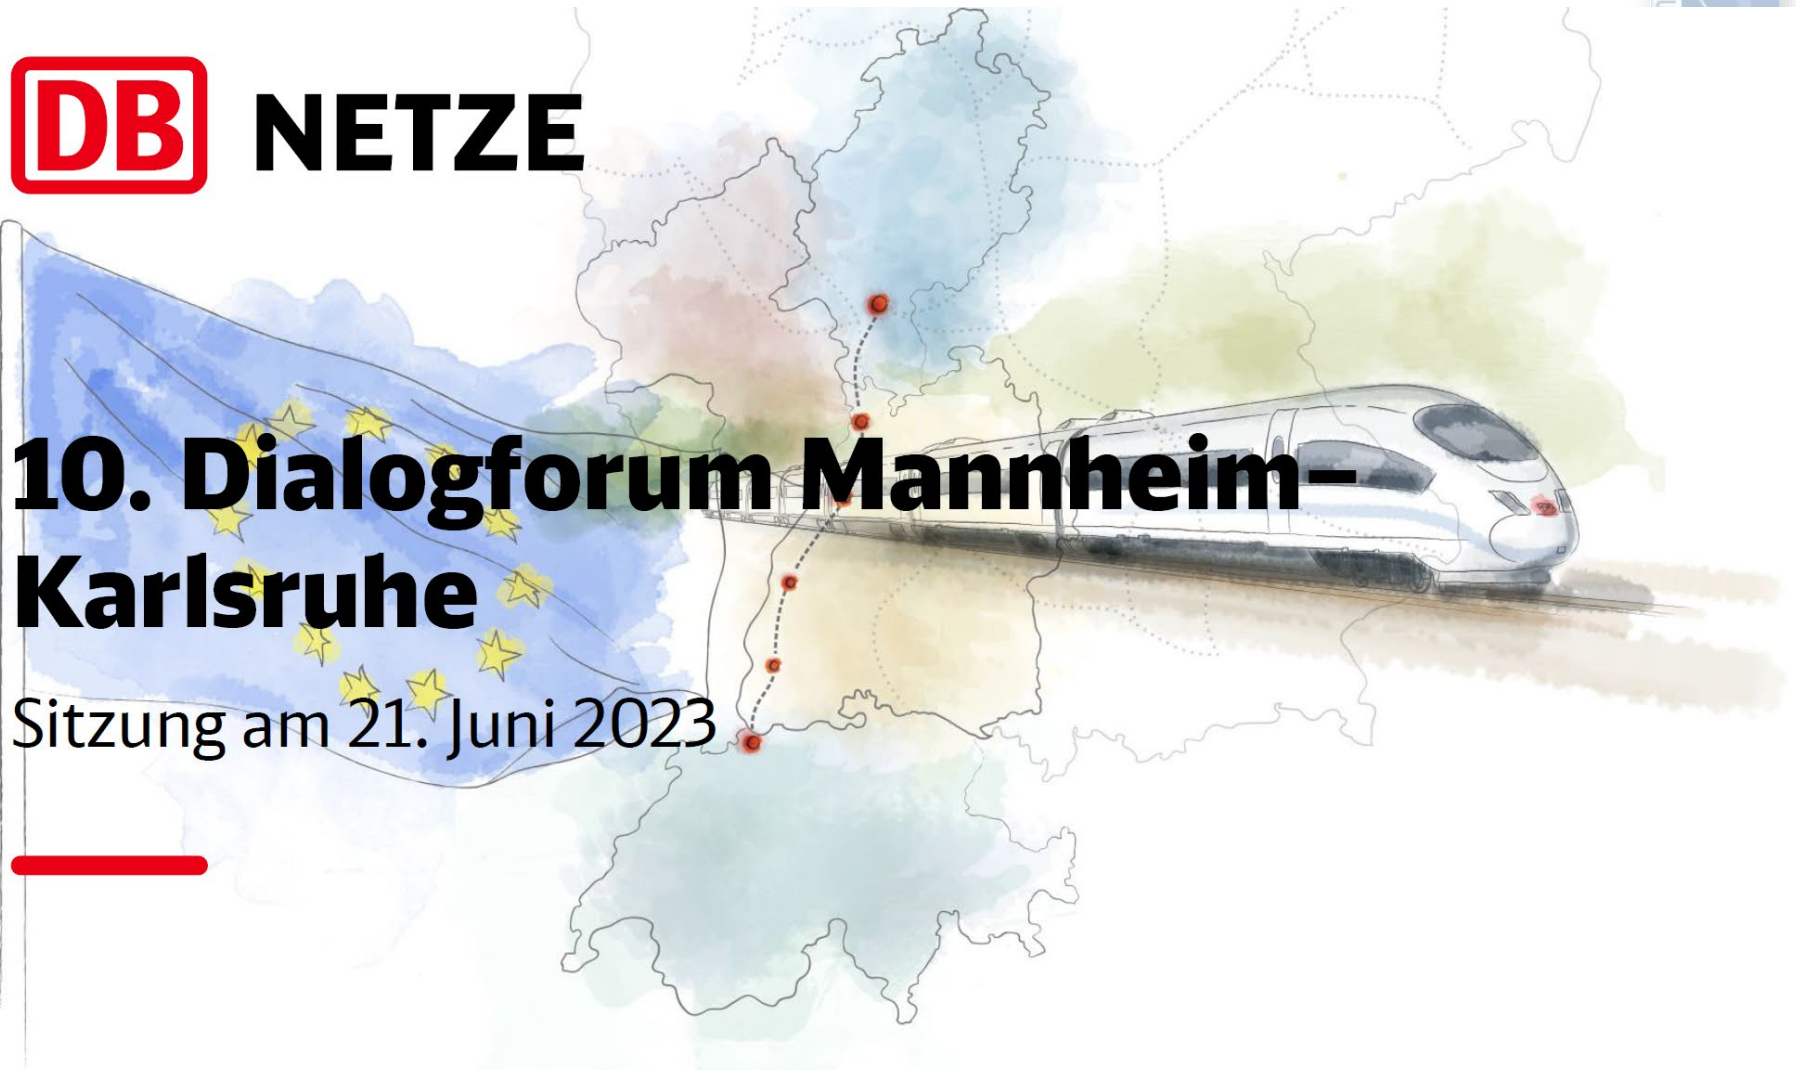 DB NETZE
10. Dialogforum Mannheim–
Karlsruhe
Sitzung am 21. Juni 2023